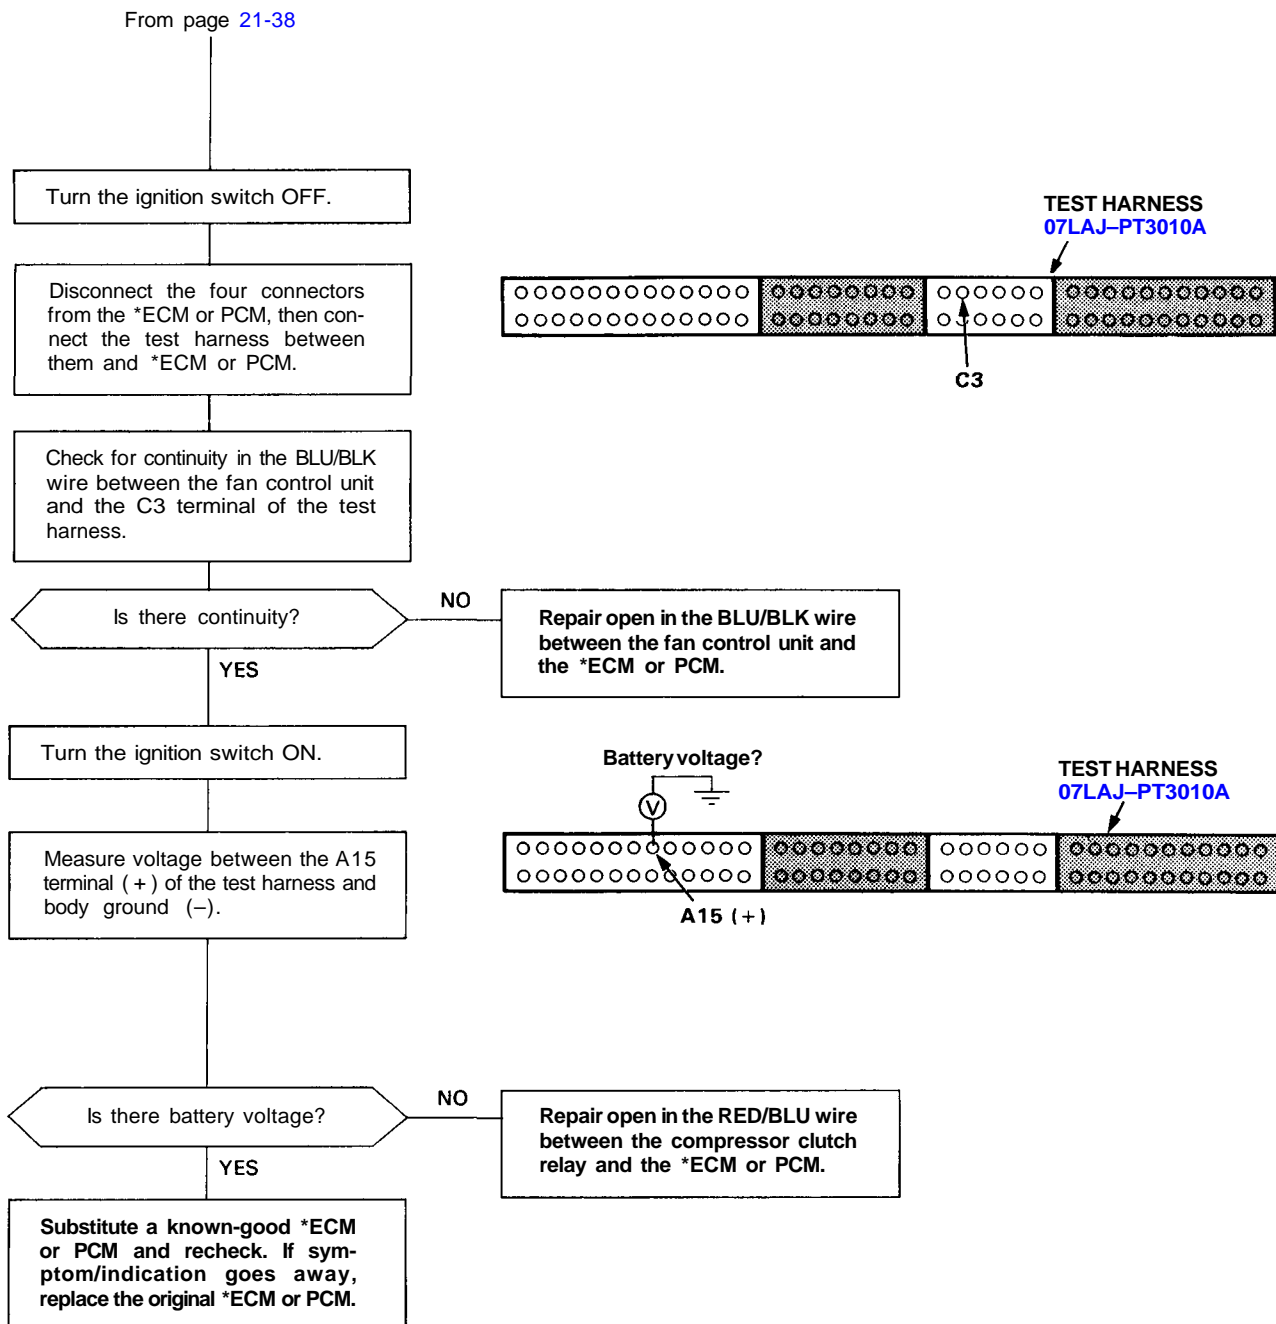 From page 21-38
Turn the ignition switch OFF.
Disconnect the four connectors
from the *ECM or PCM, then con-
nect the test harness between
them and *ECM or PCM.
TEST HARNESS
07LAJ–PT3010A
C3
Check for continuity in the BLU/BLK
wire between the fan control unit
and the C3 terminal of the test
harness.
Is there continuity?
NO
Repair open in the BLU/BLK wire
between the fan control unit and
the *ECM or PCM.
YES
Turn the ignition switch ON.
Battery voltage?
V
TEST HARNESS
07LAJ–PT3010A
A15 (+)
Measure voltage between the A15
terminal (+) of the test harness and
body ground (–).
Is there battery voltage?
NO
Repair open in the RED/BLU wire
between the compressor clutch
relay and the *ECM or PCM.
YES
Substitute a known-good *ECM
or PCM and recheck. If sym-
ptom/indication goes away,
replace the original *ECM or PCM.